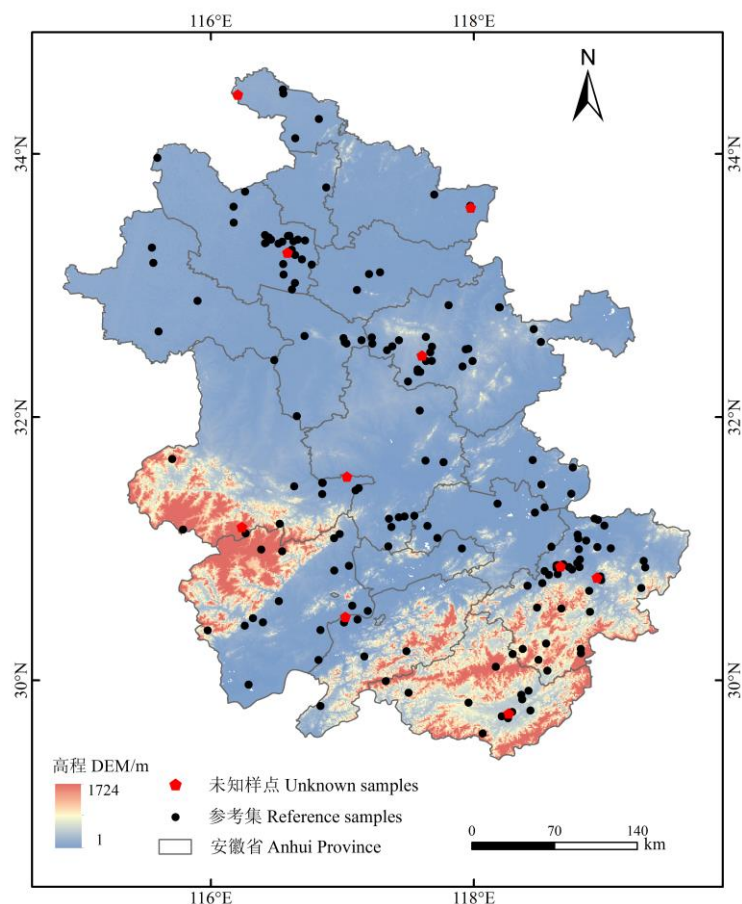 116°E 118°E
N
34°N 34°N
32°N 32°N
30°N 30°N
高程 DEM/m
1724
1
未知样点 Unknown samples
参考集 Reference samples
安徽省 Anhui Province
0 70 140
km
116°E 118°E